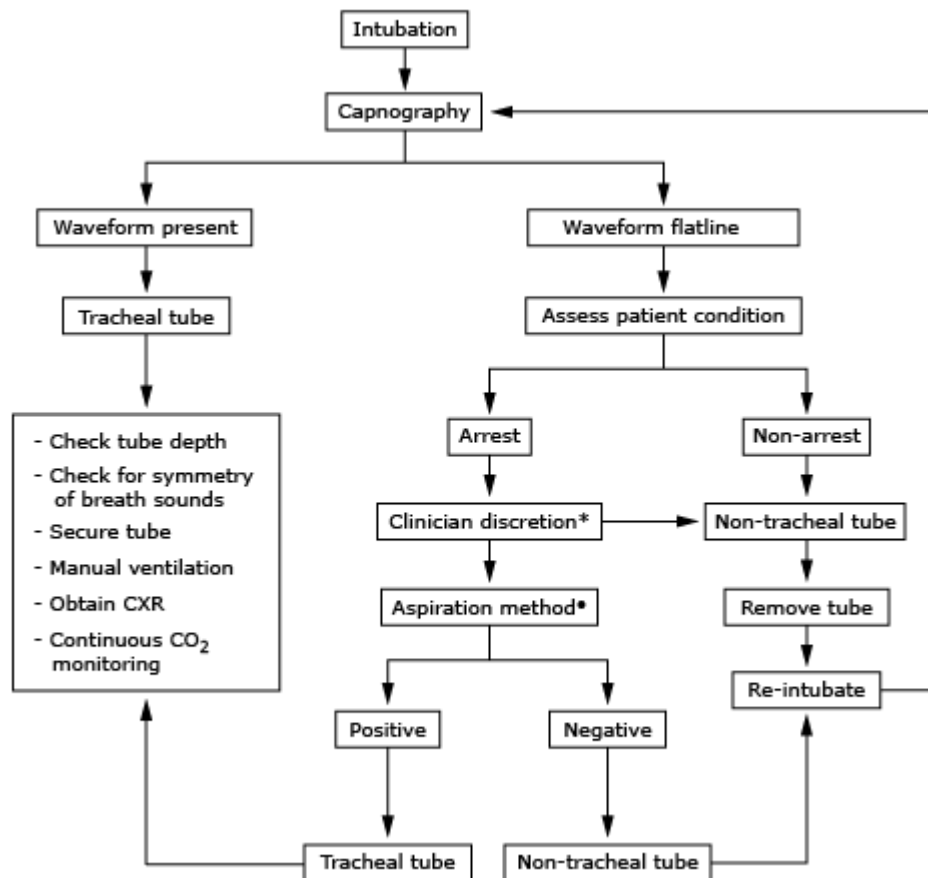 Intubation
Capnography
Waveform present
Waveform flatline
Tracheal tube
Assess patient condition
- Check tube depth
- Check for symmetry
of breath sounds
- Secure tube
- Manual ventilation
- Obtain CXR
- Continuous CO₂
monitoring
Arrest
Non-arrest
Clinician discretion*
Non-tracheal tube
Aspiration method•
Remove tube
Re-intubate
Positive
Negative
Tracheal tube
Non-tracheal tube